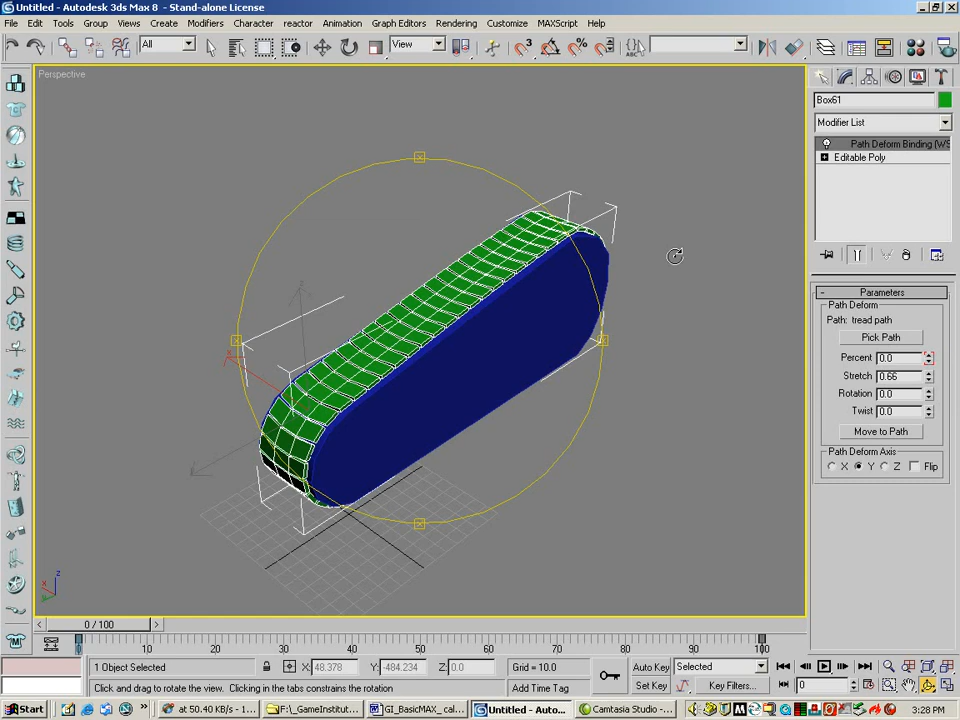 Untitled - Autodesk 3ds Max 8 - Stand-alone License
File Edit Tools Group Views Create Modifiers Character reactor Animation Graph Editors Rendering Customize MAXScript Help
All View
Perspective
Box61
Modifier List
Path Deform Binding (WS
Editable Poly
- Parameters
Path Deform
Path: tread path
Pick Path
Percent 0.0
Stretch 0.66
Rotation 0.0
Twist 0.0
Move to Path
Path Deform Axis
X Y Z Flip
x
z
x
y
0 / 100
0 10 20 30 40 50 60 70 80 90 100
1 Object Selected X: 48.378 Y: -484.234 Z: 0.0 Grid = 10.0 Auto Key Selected
Click and drag to rotate the view. Clicking in the tabs constrains the rotation Add Time Tag Set Key Key Filters... 0
Start at 50.40 KB/s - 1... F:\_GameInstitut... GI_BasicMAX_ cal... Untitled - Auto... Camtasia Studio - ... 3:28 PM